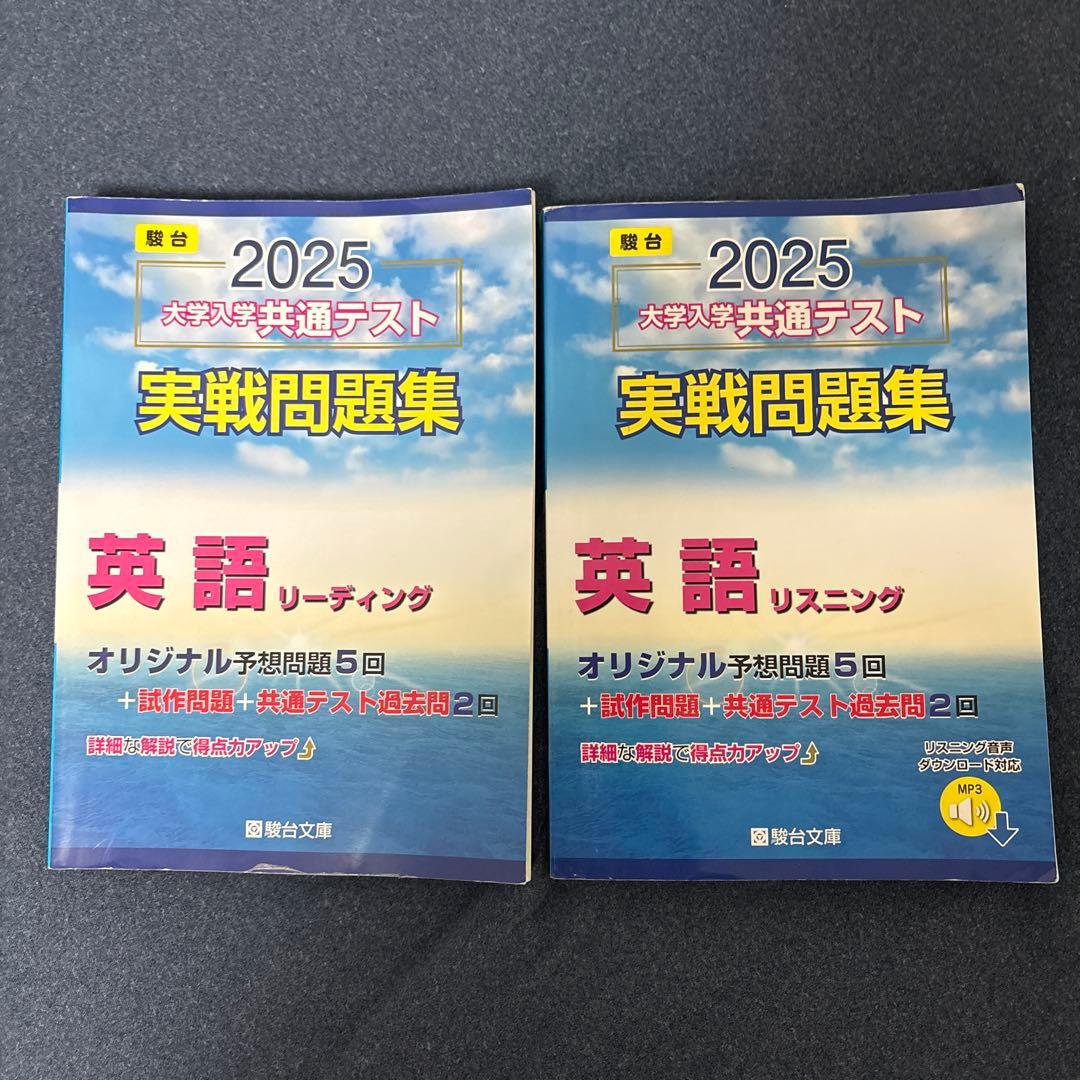 駿台
2025
大学入学共通テスト
実戦問題集
英語リーディング
オリジナル予想問題5回
+試作問題+共通テスト過去問2回
詳細な解説で得点力アップ
駿台文庫
駿台
2025
大学入学共通テスト
実戦問題集
英語リスニング
オリジナル予想問題5回
+試作問題+共通テスト過去問2回
詳細な解説で得点力アップ
リスニング音声
ダウンロード対応
MP3
駿台文庫